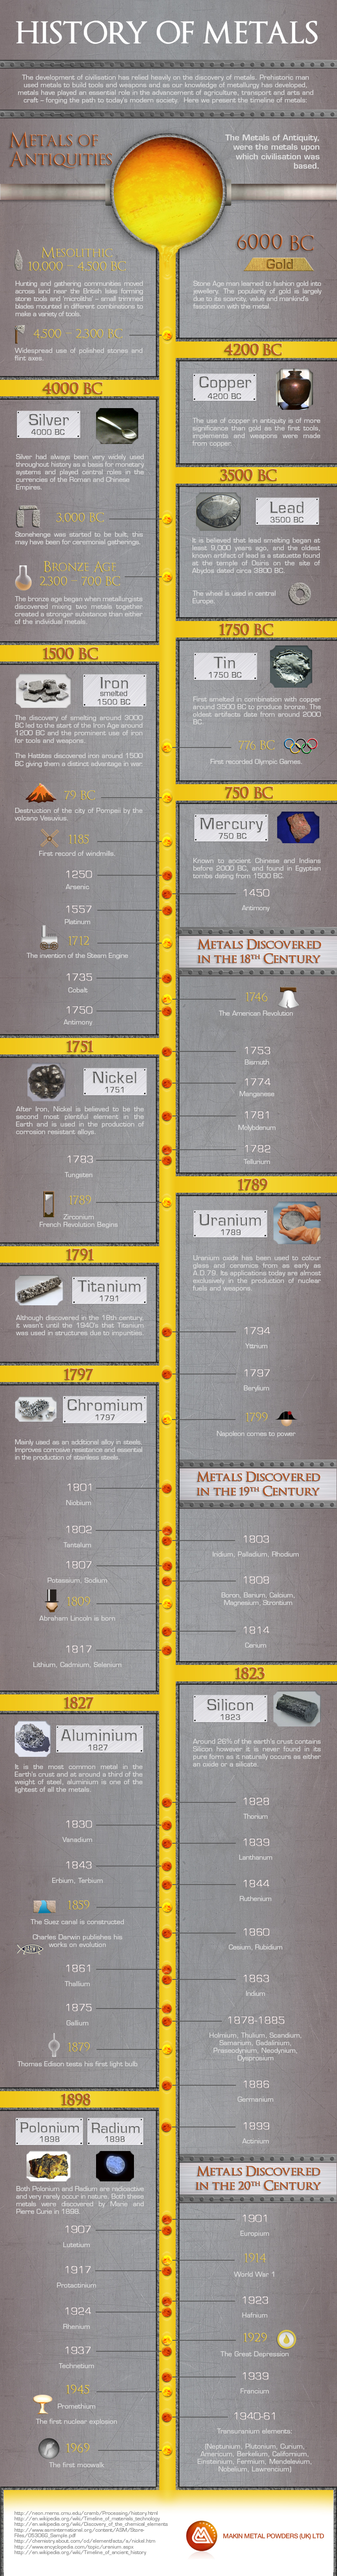 HISTORY OF METALS
The development of civilisation has relied heavily on the discovery of metals. Prehistoric man
used metals to build tools and weapons and as our knowledge of metallurgy has developed,
metals have played an essential role in the advancement of agriculture, transport and arts and
craft – forging the path to today's modern society. Here we present the timeline of metals:
METALS OF
ANTIQUITIES
The Metals of Antiquity,
were the metals upon
which civilisation was
based.
MESOLITHIC
10,000 – 4,500 BC
Hunting and gathering communities moved
across land near the British Isles forming
stone tools and 'microliths' – small trimmed
blades mounted in different combinations to
make a variety of tools.
6000 BC
Gold
Stone Age man learned to fashion gold into
jewellery. The popularity of gold is largely
due to its scarcity, value and mankind's
fascination with the metal.
4,500 – 2,300 BC
Widespread use of polished stones and
flint axes.
4200 BC
Copper
4200 BC
The use of copper in antiquity is of more
significance than gold as the first tools,
implements and weapons were made
from copper.
4000 BC
Silver
4000 BC
Silver had always been very widely used
throughout history as a basis for monetary
systems and played central roles in the
currencies of the Roman and Chinese
Empires.
3500 BC
Lead
3500 BC
It is believed that lead smelting began at
least 9,000 years ago, and the oldest
known artifact of lead is a statuette found
at the temple of Osiris on the site of
Abydos dated circa 3800 BC.
3,000 BC
Stonehenge was started to be built, this
may have been for ceremonial gatherings.
BRONZE AGE
2,300 – 700 BC
The bronze age began when metallurgists
discovered mixing two metals together
created a stronger substance than either
of the individual metals.
The wheel is used in central
Europe.
1750 BC
Tin
1750 BC
First smelted in combination with copper
around 3500 BC to produce bronze. The
oldest artifacts date from around 2000
BC.
1500 BC
Iron
smelted
1500 BC
The discovery of smelting around 3000
BC led to the start of the Iron Age around
1200 BC and the prominent use of iron
for tools and weapons.
The Hittites discovered iron around 1500
BC giving them a distinct advantage in war
776 BC
First recorded Olympic Games.
79 BC
Destruction of the city of Pompeii by the
volcano Vesuvius.
750 BC
Mercury
750 BC
Known to ancient Chinese and Indians
before 2000 BC, and found in Egyptian
tombs dating from 1500 BC
1185
First record of windmills.
1250
Arsenic
1450
Antimony
1557
Platinum
1712
The invention of the Steam Engine
METALS DISCOVERED
IN THE 18TH CENTURY
1735
Cobalt
1746
The American Revolution
1750
Antimony
1751
Nickel
1751
After Iron, Nickel is believed to be the
second most plentiful element in the
Earth and is used in the production of
corrosion resistant alloys.
1753
Bismuth
1774
Manganese
1781
Molybdenum
1782
Tellurium
1783
Tungsten
1789
Zirconium
French Revolution Begins
1789
Uranium
1789
Uranium oxide has been used to colour
glass and ceramics from as early as
A.D.79. Its applications today are almost
exclusively in the production of nuclear
fuels and weapons.
1791
Titanium
1791
Although discovered in the 18th century,
it wasn't until the 1940's that Titanium
was used in structures due to impurities.
1794
Yttrium
1797
Beryllium
1797
Chromium
1797
Mainly used as an additional alloy in steels.
Improves corrosive resistance and essential
in the production of stainless steels.
1799
Napoleon comes to power
METALS DISCOVERED
IN THE 19TH CENTURY
1801
Niobium
1802
Tantalum
1803
Iridium, Palladium, Rhodium
1807
Potassium, Sodium
1808
Boron, Barium, Calcium,
Magnesium, Strontium
1809
Abraham Lincoln is born
1814
Cerium
1817
Lithium, Cadmium, Selenium
1823
Silicon
1823
Around 26% of the earth's crust contains
Silicon however it is never found in its
pure form as it naturally occurs as either
an oxide or a silicate.
1827
Aluminium
1827
It is the most common metal in the
Earth's crust and at around a third of the
weight of steel, aluminium is one of the
lightest of all the metals.
1828
Thorium
1830
Vanadium
1839
Lanthanum
1843
Erbium, Terbium
1844
Ruthenium
1859
The Suez canal is constructed
Charles Darwin publishes his
works on evolution
1860
Cesium, Rubidium
1861
Thallium
1863
Indium
1875
Gallium
1878-1885
Holmium, Thulium, Scandium,
Samarium, Gadalinium,
Praseodynium, Neodynium,
Dysprosium
1879
Thomas Edison tests his first light bulb
1886
Germanium
1898
Polonium
1898
Radium
1898
Both Polonium and Radium are radioactive
and very rarely occur in nature. Both these
metals were discovered by Marie and
Pierre Curie in 1898.
1899
Actinium
METALS DISCOVERED
IN THE 20TH CENTURY
1901
Europium
1907
Lutetium
1914
World War 1
1917
Protactinium
1923
Hafnium
1924
Rhenium
1929
The Great Depression
1937
Technetium
1939
Francium
1945
Promethium
The first nuclear explosion
1940-61
Transuranium elements:
(Neptunium, Plutonium, Curium,
Americum, Berkelium, Californium,
Einsteinium, Fermium, Mendelevium,
Nobelium, Lawrencium)
1969
The first moowalk
http://neon.mems.cmu.edu/cramb/Processing/history.html
http://en.wikipedia.org/wiki/Timeline_of_materials_technology
http://en.wikipedia.org/wiki/Discovery_of_the_chemical_elements
http://www.asminternational.org/content/ASM/Store
Files/05306G_Sample.pdf
http://chemistry.about.com/od/elementfacts/a/nickel.htm
http://www.encyclopedia.com/topic/uranium.aspx
http://en.wikipedia.org/wiki/Timeline_of_ancient_history
MAKIN METAL POWDERS (UK) LTD